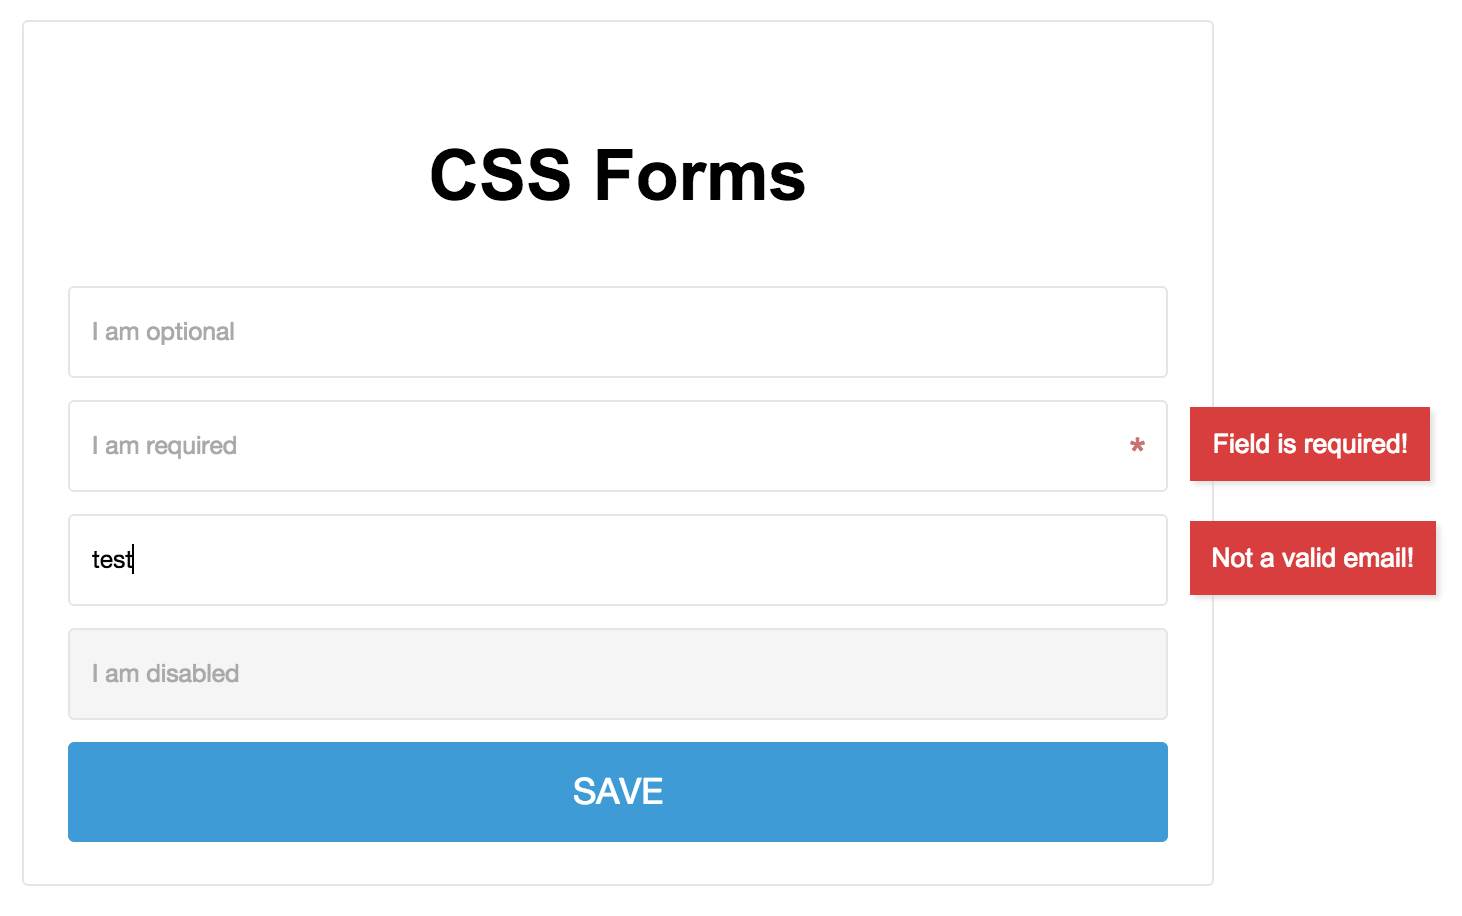 CSS Forms
I am optional
I am required
*
Field is required!
test
Not a valid email!
I am disabled
SAVE